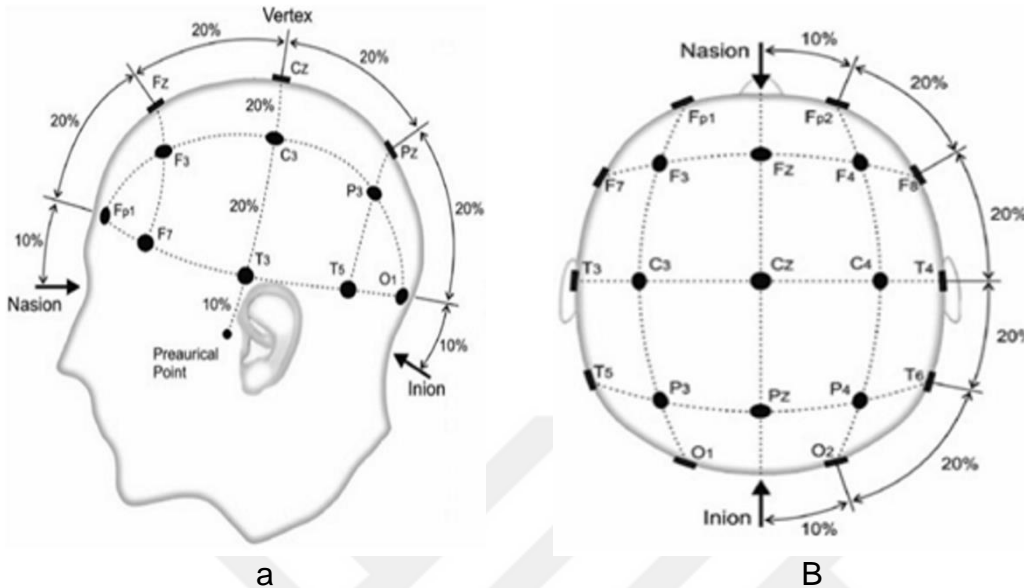 Vertex
20%
20%
Fz
Cz
20%
20%
F3
C3
Pz
P3
20%
20%
Fp1
F7
10%
T3
T5
O1
Nasion
10%
10%
Preaurical
Point
Inion
a
Nasion
10%
20%
Fp1
Fp2
F7
F3
Fz
F4
F8
20%
T3
C3
Cz
C4
T4
20%
T5
P3
Pz
P4
T6
O1
O2
20%
Inion
10%
B